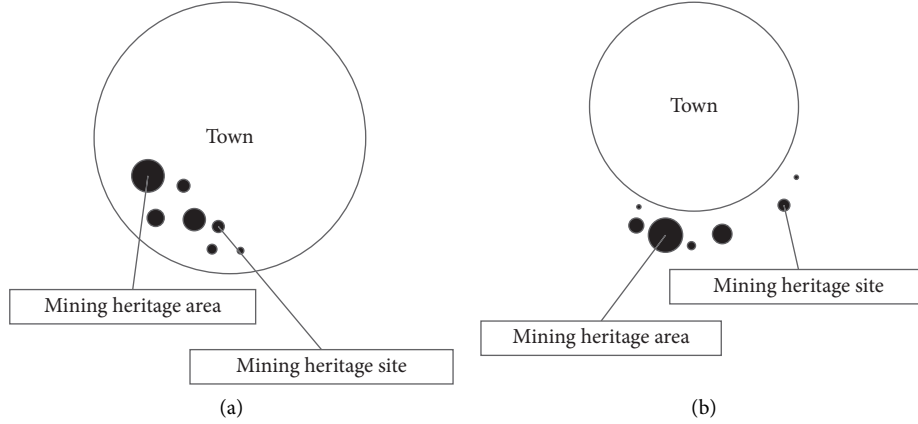 Town
Mining heritage area
Mining heritage site
(a)
Town
Mining heritage site
Mining heritage area
(b)